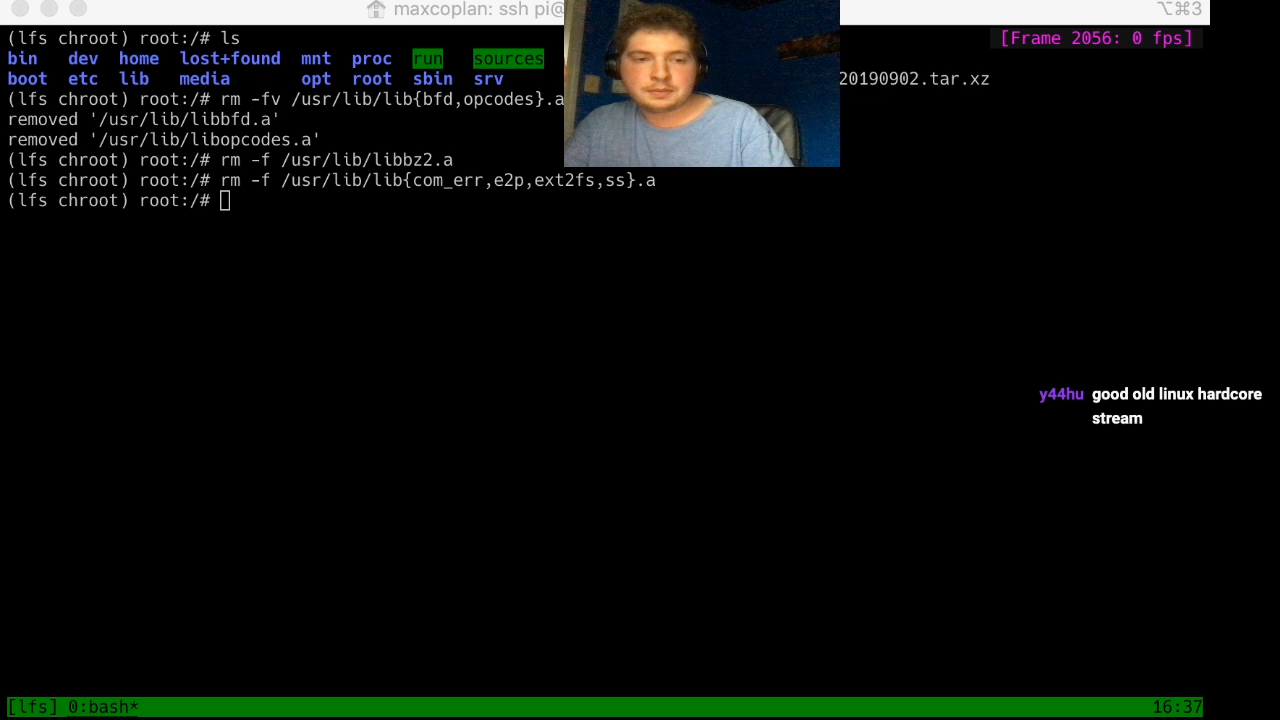 maxcoplan: ssh pi@
⌥⌘3
(lfs chroot) root:/# ls
[Frame 2056: 0 fps]
bin dev home lost+found mnt proc run sources
boot etc lib media opt root sbin srv 20190902.tar.xz
(lfs chroot) root:/# rm -fv /usr/lib/lib{bfd,opcodes}.a
removed '/usr/lib/libbfd.a'
removed '/usr/lib/libopcodes.a'
(lfs chroot) root:/# rm -f /usr/lib/libbz2.a
(lfs chroot) root:/# rm -f /usr/lib/lib{com_err,e2p,ext2fs,ss}.a
(lfs chroot) root:/#
y44hu good old linux hardcore
stream
[lfs] 0:bash* 16:37